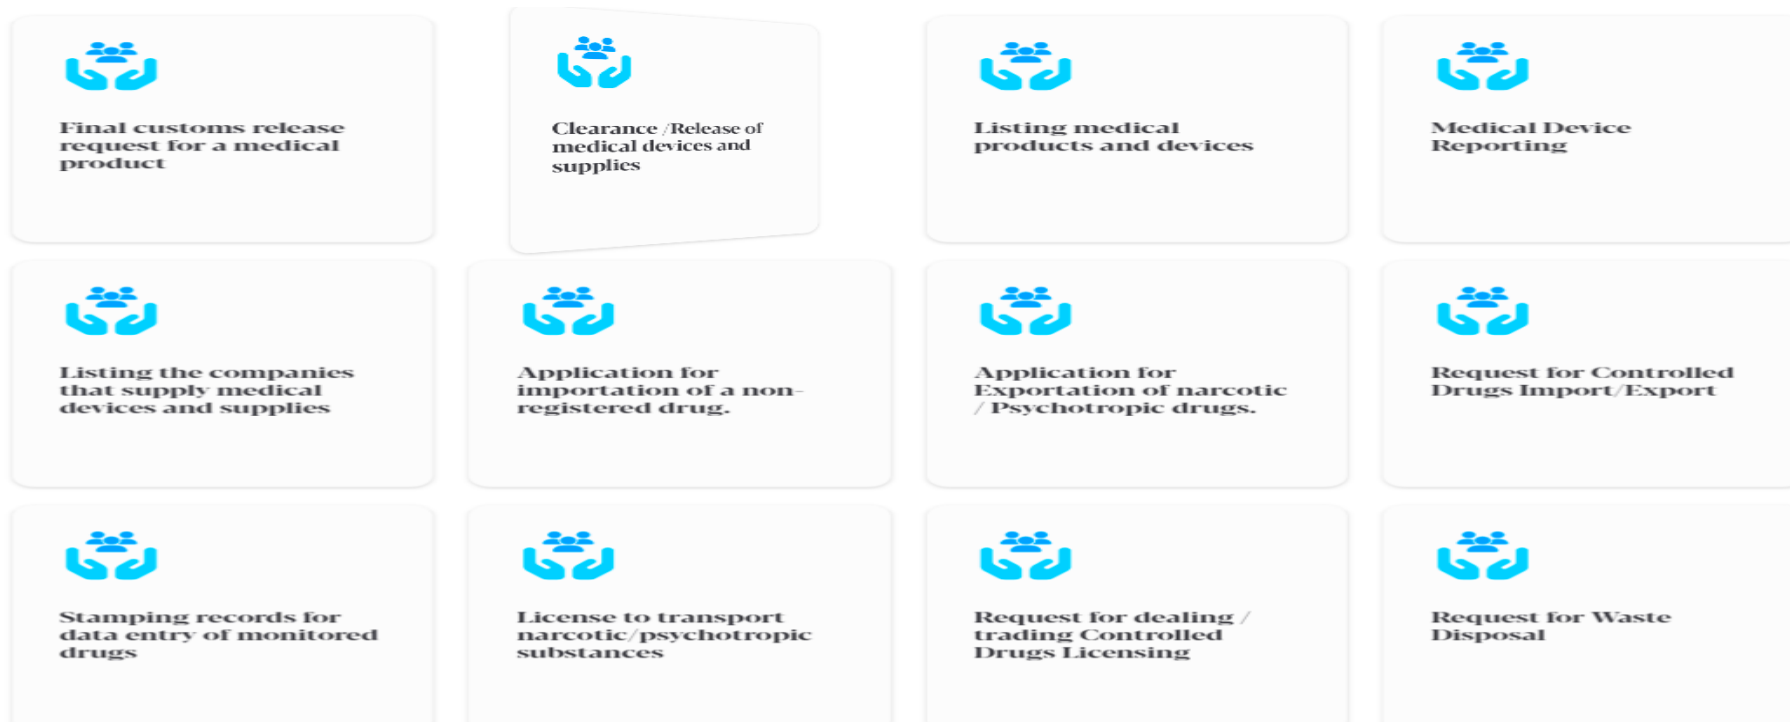 Final customs release
request for a medical
product
Clearance /Release of
medical devices and
supplies
Listing medical
products and devices
Medical Device
Reporting
Listing the companies
that supply medical
devices and supplies
Application for
importation of a non-
registered drug.
Application for
Exportation of narcotic
/ Psychotropic drugs.
Request for Controlled
Drugs Import/Export
Stamping records for
data entry of monitored
drugs
License to transport
narcotic/psychotropic
substances
Request for dealing /
trading Controlled
Drugs Licensing
Request for Waste
Disposal